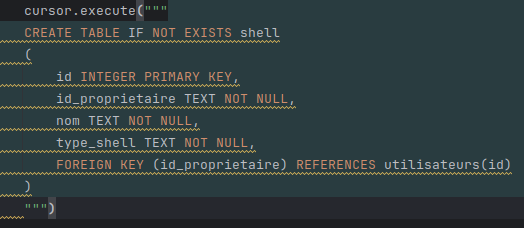 cursor.execute("""
CREATE TABLE IF NOT EXISTS shell
(
    id INTEGER PRIMARY KEY,
    id_proprietaire TEXT NOT NULL,
    nom TEXT NOT NULL,
    type_shell TEXT NOT NULL,
    FOREIGN KEY (id_proprietaire) REFERENCES utilisateurs(id)
)
""")